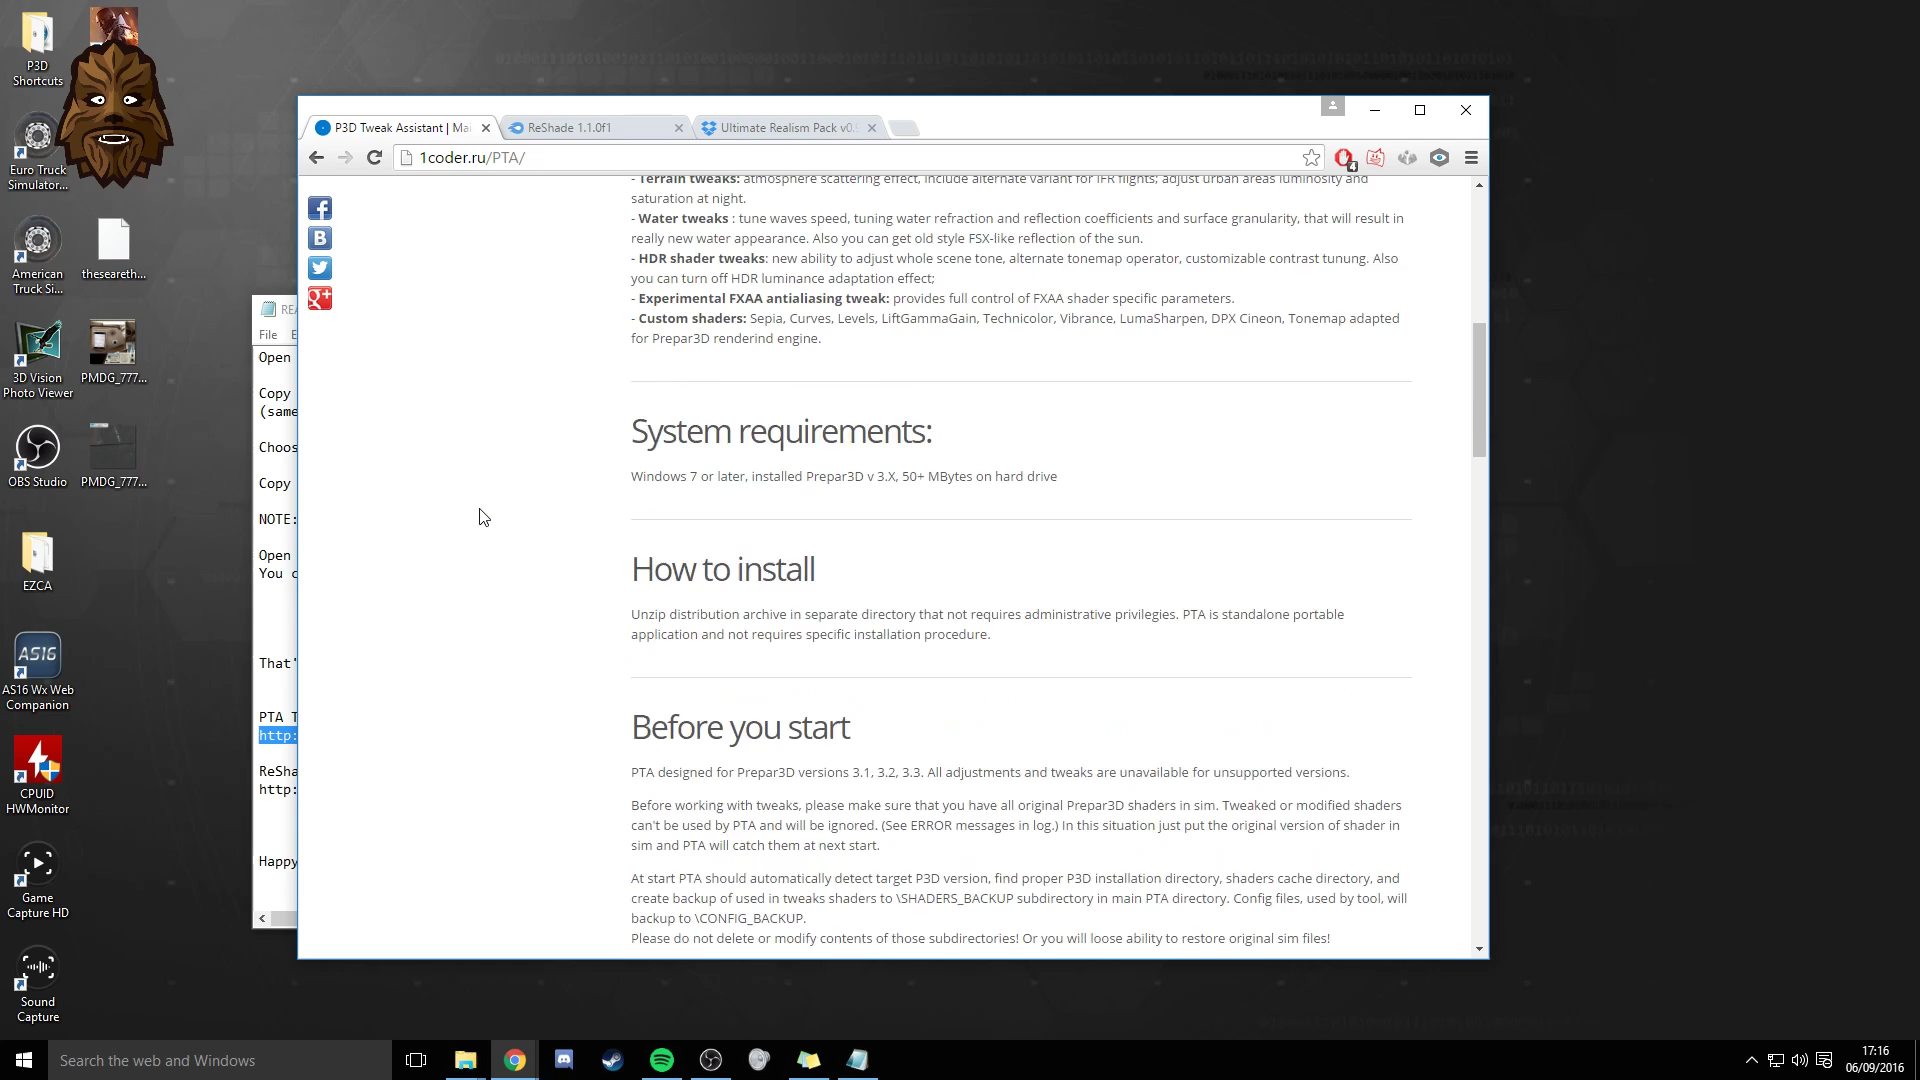 P3D
Shortcuts
Euro Truck
Simulator...
American
Truck Si...
theseareth...
3D Vision
Photo Viewer
PMDG_777...
OBS Studio
PMDG_777...
EZCA
AS16
AS16 Wx Web
Companion
CPUID
HWMonitor
Game
Capture HD
Sound
Capture
File
Open
Copy
(same
Choos
Copy
NOTE:
Open
You c
That'
PTA T
http:
ReSha
http:
Happy
P3D Tweak Assistant | Mai
ReShade 1.1.0f1
Ultimate Realism Pack v0.
1coder.ru/PTA/
4
- Terrain tweaks: atmosphere scattering effect, include alternate variant for IFR flights; adjust urban areas luminosity and
saturation at night.
- Water tweaks : tune waves speed, tuning water refraction and reflection coefficients and surface granularity, that will result in
really new water appearance. Also you can get old style FSX-like reflection of the sun.
- HDR shader tweaks: new ability to adjust whole scene tone, alternate tonemap operator, customizable contrast tunung. Also
you can turn off HDR luminance adaptation effect;
- Experimental FXAA antialiasing tweak: provides full control of FXAA shader specific parameters.
- Custom shaders: Sepia, Curves, Levels, LiftGammaGain, Technicolor, Vibrance, LumaSharpen, DPX Cineon, Tonemap adapted
for Prepar3D renderind engine.
System requirements:
Windows 7 or later, installed Prepar3D v 3.X, 50+ MBytes on hard drive
How to install
Unzip distribution archive in separate directory that not requires administrative privilegies. PTA is standalone portable
application and not requires specific installation procedure.
Before you start
PTA designed for Prepar3D versions 3.1, 3.2, 3.3. All adjustments and tweaks are unavailable for unsupported versions.
Before working with tweaks, please make sure that you have all original Prepar3D shaders in sim. Tweaked or modified shaders
can't be used by PTA and will be ignored. (See ERROR messages in log.) In this situation just put the original version of shader in
sim and PTA will catch them at next start.
At start PTA should automatically detect target P3D version, find proper P3D installation directory, shaders cache directory, and
create backup of used in tweaks shaders to \SHADERS_BACKUP subdirectory in main PTA directory. Config files, used by tool, will
backup to \CONFIG_BACKUP.
Please do not delete or modify contents of those subdirectories! Or you will loose ability to restore original sim files!
Search the web and Windows
17:16
06/09/2016